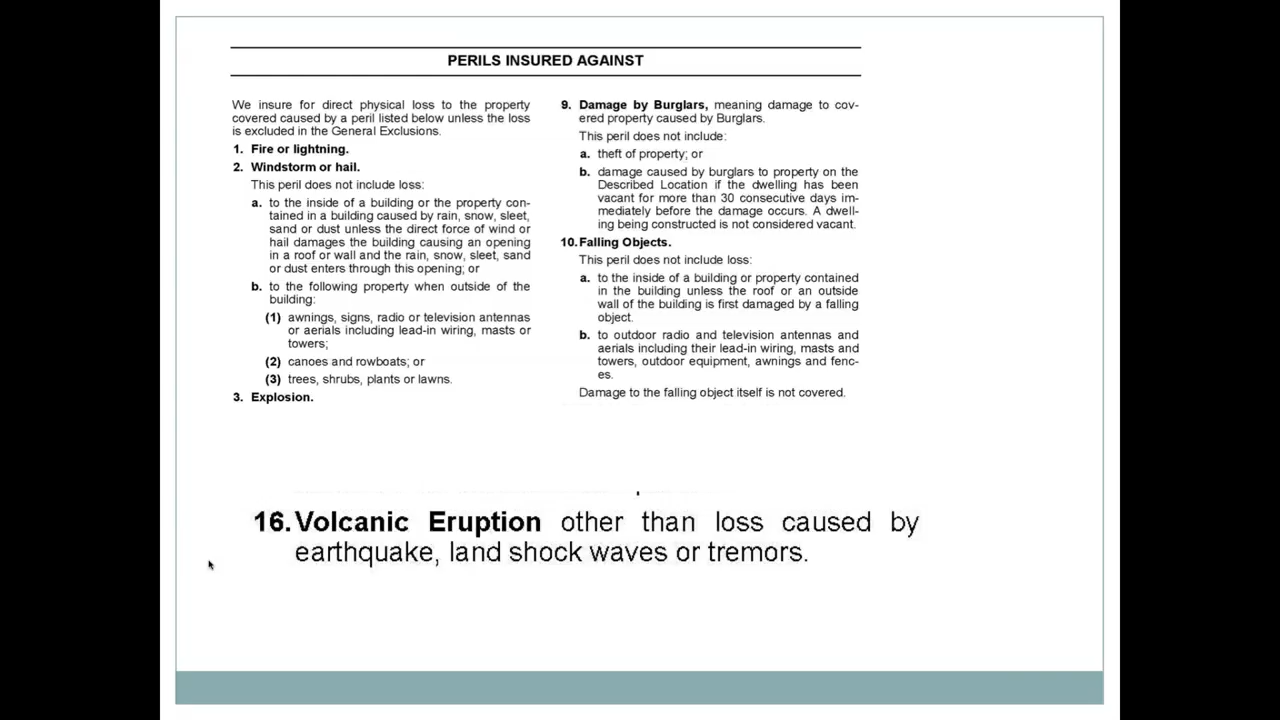 PERILS INSURED AGAINST
We insure for direct physical loss to the property
covered caused by a peril listed below unless the loss
is excluded in the General Exclusions.
1. Fire or lightning.
2. Windstorm or hail.
This peril does not include loss:
a. to the inside of a building or the property con-
tained in a building caused by rain, snow, sleet,
sand or dust unless the direct force of wind or
hail damages the building causing an opening
in a roof or wall and the rain, snow, sleet, sand
or dust enters through this opening; or
b. to the following property when outside of the
building:
(1) awnings, signs, radio or television antennas
or aerials including lead-in wiring, masts or
towers;
(2) canoes and rowboats; or
(3) trees, shrubs, plants or lawns.
3. Explosion.
9. Damage by Burglars, meaning damage to cov-
ered property caused by Burglars.
This peril does not include:
a. theft of property; or
b. damage caused by burglars to property on the
Described Location if the dwelling has been
vacant for more than 30 consecutive days im-
mediately before the damage occurs. A dwell-
ing being constructed is not considered vacant.
10. Falling Objects.
This peril does not include loss:
a. to the inside of a building or property contained
in the building unless the roof or an outside
wall of the building is first damaged by a falling
object.
b. to outdoor radio and television antennas and
aerials including their lead-in wiring, masts and
towers, outdoor equipment, awnings and fenc-
es.
Damage to the falling object itself is not covered.
16. Volcanic Eruption other than loss caused by
earthquake, land shock waves or tremors.